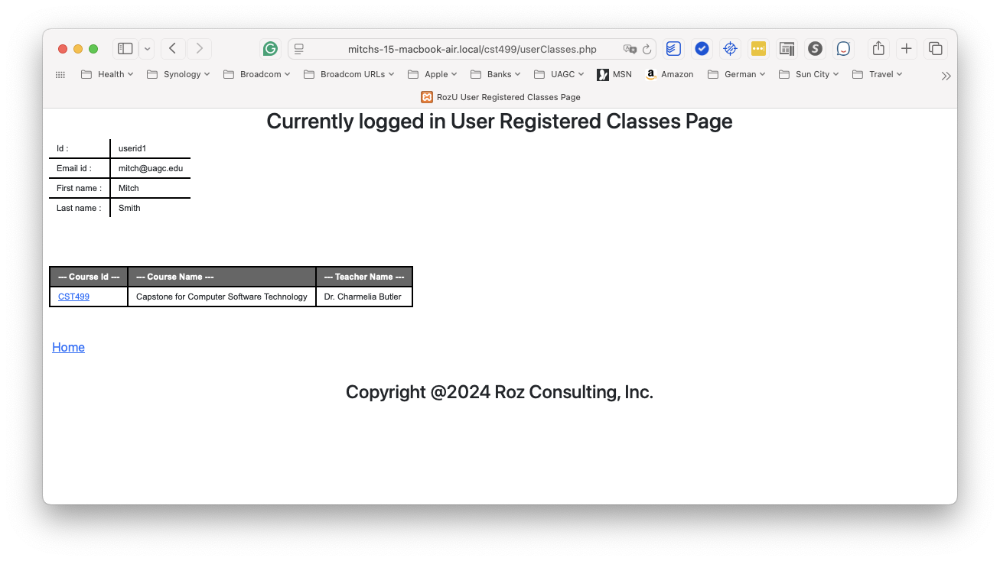 mitchs-15-macbook-air.local/cst499/userClasses.php
Health Synology Broadcom Broadcom URLs Apple Banks UAGC MSN Amazon German Sun City Travel
RozU User Registered Classes Page
Currently logged in User Registered Classes Page
Id : userid1
Email id : mitch@uagc.edu
First name : Mitch
Last name : Smith
--- Course Id --- --- Course Name --- --- Teacher Name ---
CST499 Capstone for Computer Software Technology Dr. Charmelia Butler
Home
Copyright @2024 Roz Consulting, Inc.